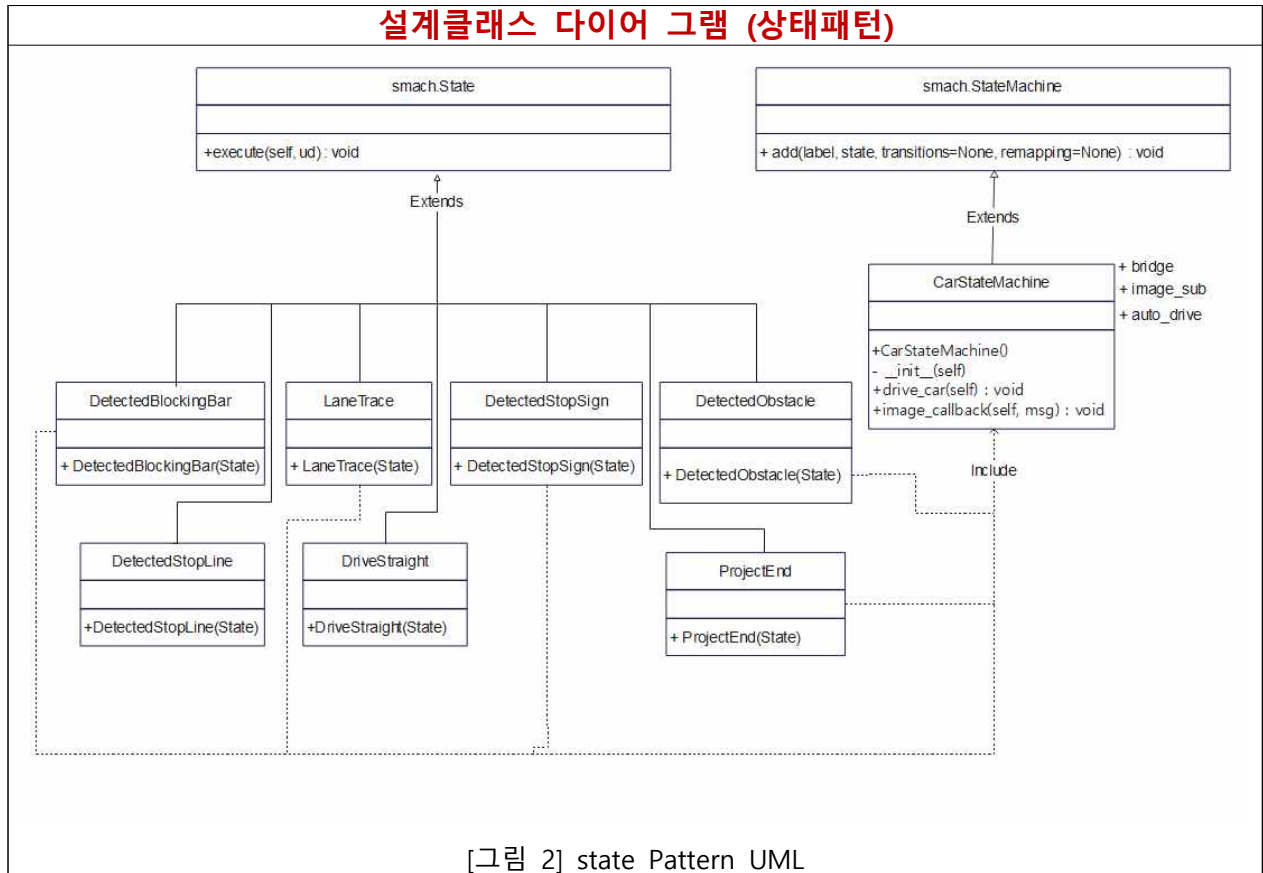 설계클래스 다이어 그램 (상태패턴)
smach.State
+execute(self, ud) : void
smach.StateMachine
+ add(label, state, transitions=None, remapping=None) : void
Extends
Extends
CarStateMachine
+CarStateMachine()
- __init__(self)
+drive_car(self) : void
+image_callback(self, msg) : void
+ bridge
+ image_sub
+ auto_drive
DetectedBlockingBar
+ DetectedBlockingBar(State)
LaneTrace
+ LaneTrace(State)
DetectedStopSign
+ DetectedStopSign(State)
DetectedObstacle
+ DetectedObstacle(State)
Include
DetectedStopLine
+DetectedStopLine(State)
DriveStraight
+DriveStraight(State)
ProjectEnd
+ ProjectEnd(State)
[그림 2] state Pattern UML